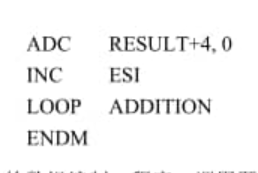 ADC RESULT+4, 0
INC ESI
LOOP ADDITION
ENDM